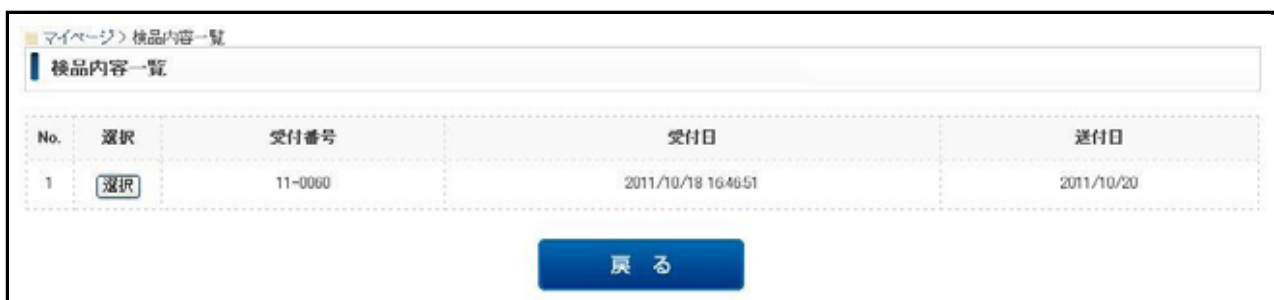 マイページ > 検品内容一覧
検品内容一覧
No. 選択 受付番号 受付日 送付日
1 選択 11-0060 2011/10/18 16:46:51 2011/10/20
戻 る